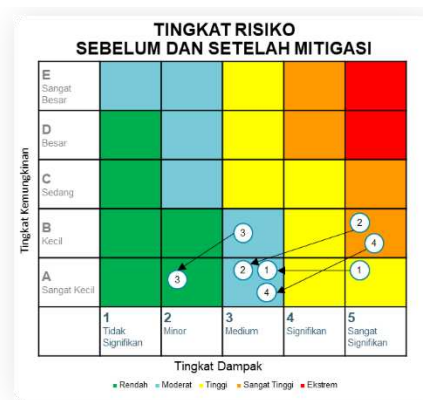 TINGKAT RISIKO
SEBELUM DAN SETELAH MITIGASI
Tingkat Kemungkinan
E
Sangat
Besar
D
Besar
C
Sedang
B
Kecil
3
2
4
A
Sangat Kecil
3
2
1
4
1
1
Tidak
Signifikan
2
Minor
3
Medium
4
Signifikan
5
Sangat
Signifikan
Tingkat Dampak
Rendah Moderat Tinggi Sangat Tinggi Ekstrem